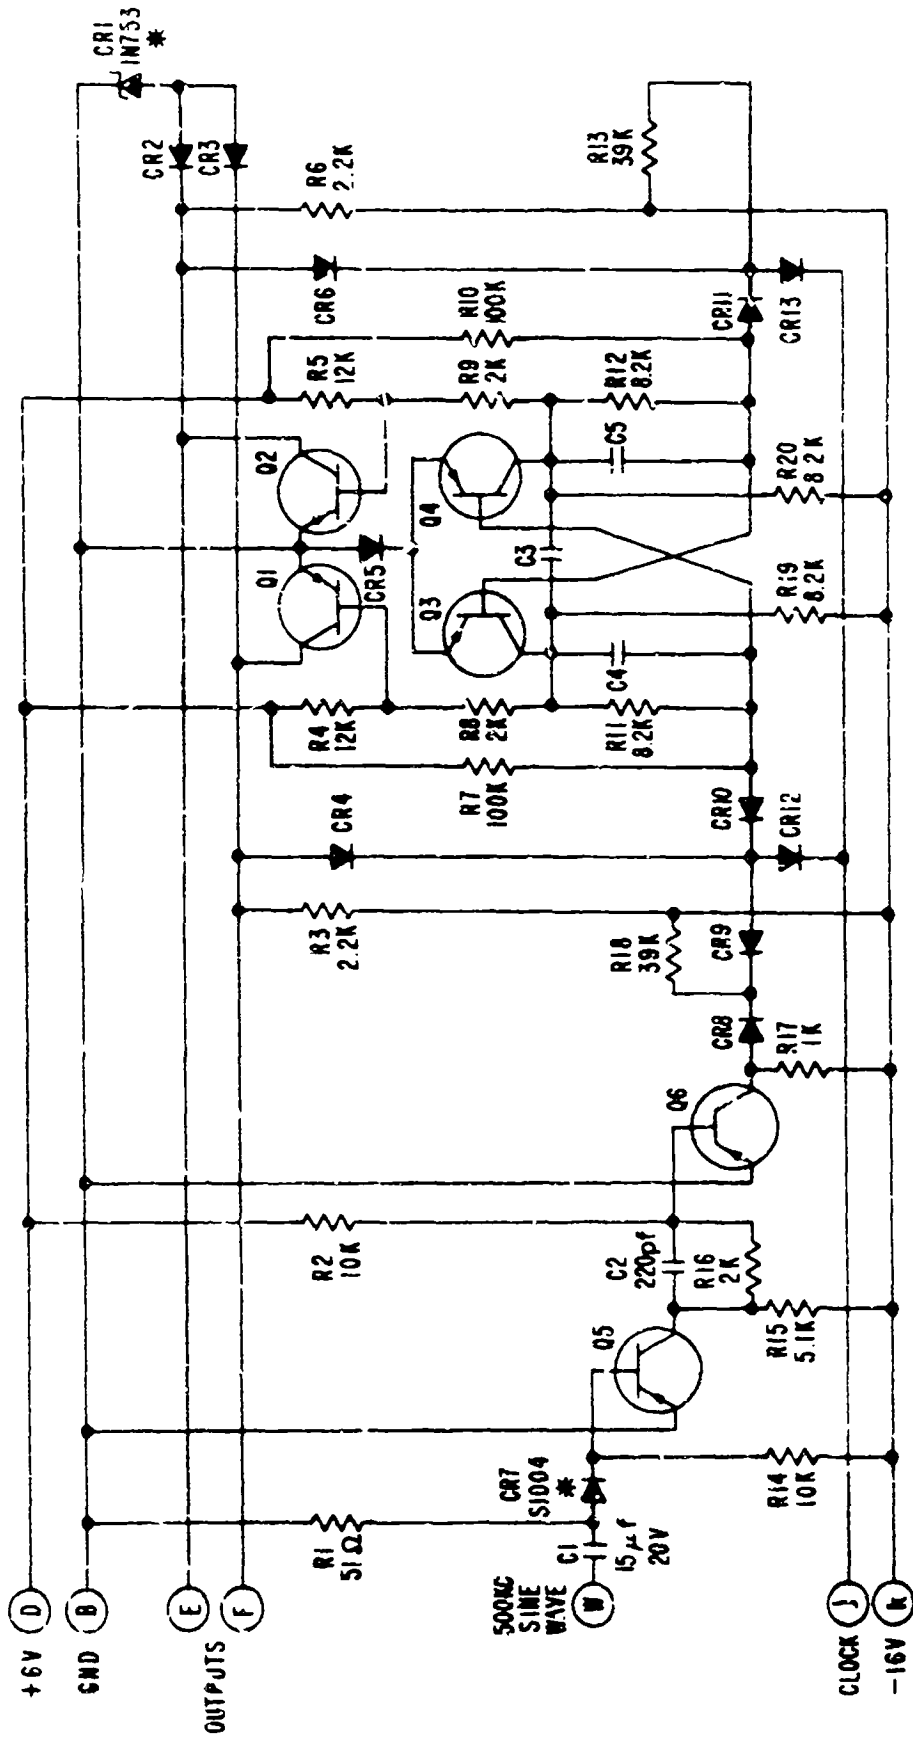 +6V D
GND B
CR1
1N753
*
E
OUTPUTS
F
CR2
CR3
Q1
Q2
R1
51Ω
R2
10K
R3
2.2K
CR4
R4
12K
CR5
R5
12K
CR6
R6
2.2K
Q3
Q4
R7
100K
R8
2K
R9
2K
R10
100K
500KC
SINE
WAVE
W
C1
15μf
20V
CR7
S1004
*
Q5
C2
220pf
R16
2K
Q6
R18
39K
R11
8.2K
C4
C3
C5
R12
8.2K
R13
39K
CR8
CR9
CR10
CR11
R14
10K
R15
5.1K
R17
1K
CR12
R19
8.2K
R20
8.2K
CR13
CLOCK J
-16V K